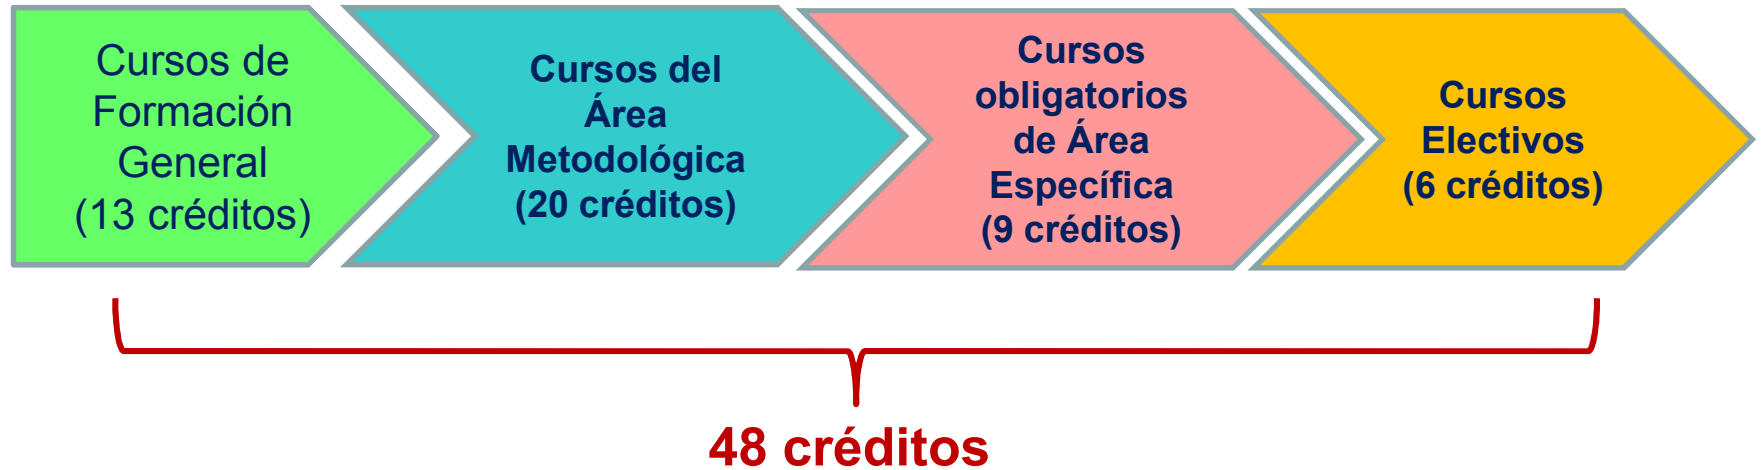 Cursos de
Formación
General
(13 créditos)
Cursos del
Área
Metodológica
(20 créditos)
Cursos
obligatorios
de Área
Específica
(9 créditos)
Cursos
Electivos
(6 créditos)
48 créditos